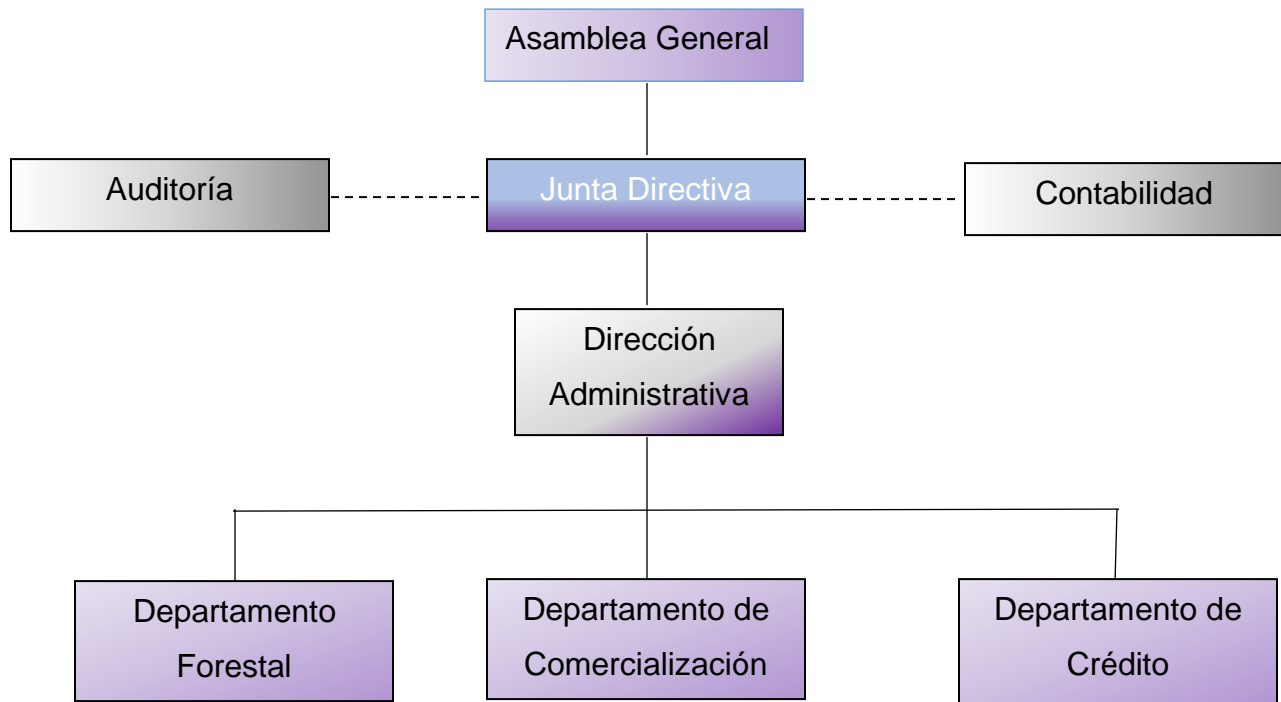 Asamblea General
Auditoría
Junta Directiva
Contabilidad
Dirección
Administrativa
Departamento
Forestal
Departamento de
Comercialización
Departamento de
Crédito